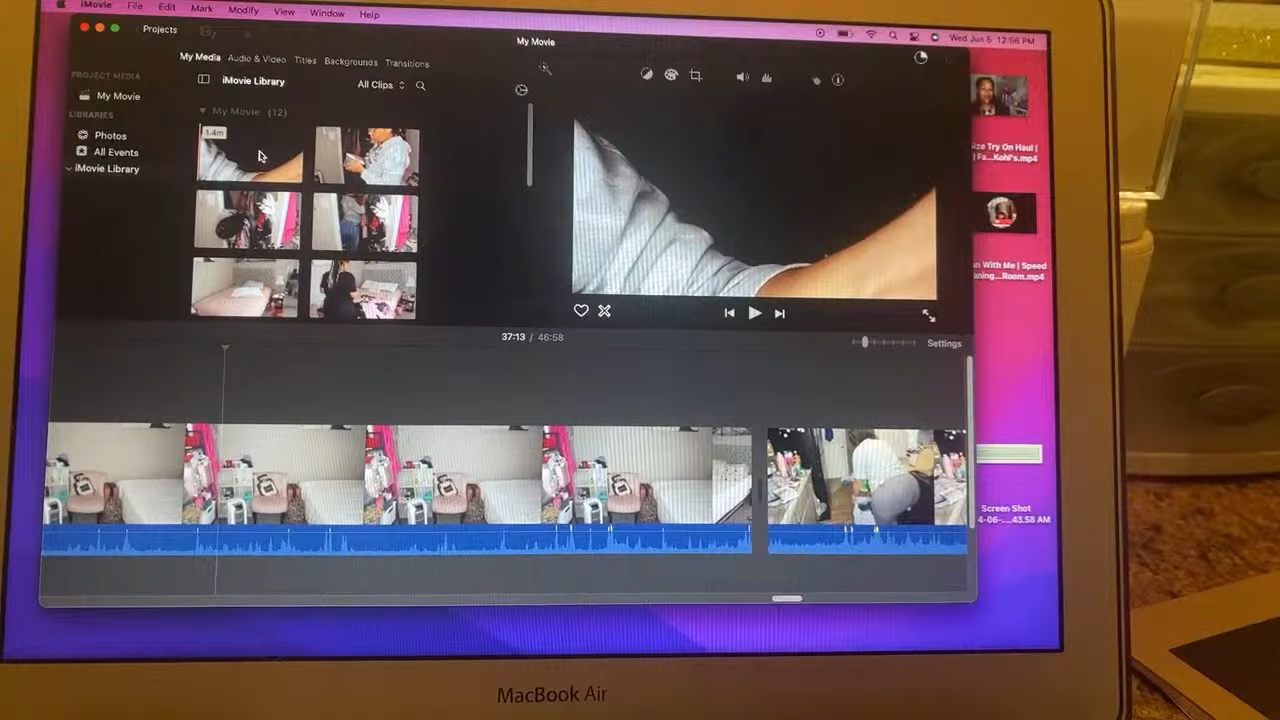 iMovie File Edit Mark Modify View Window Help
Wed Jun 5 12:56 PM
Projects
My Movie
My Media Audio & Video Titles Backgrounds Transitions
PROJECT MEDIA
My Movie
LIBRARIES
Photos
All Events
iMovie Library
iMovie Library
All Clips
My Movie (12)
1.4m
37:13 / 46:58
Settings
ize Try On Haul |
| Fa...Kohl's.mp4
n With Me | Speed
aning...Room.mp4
Screen Shot
4-06-....43.58 AM
MacBook Air